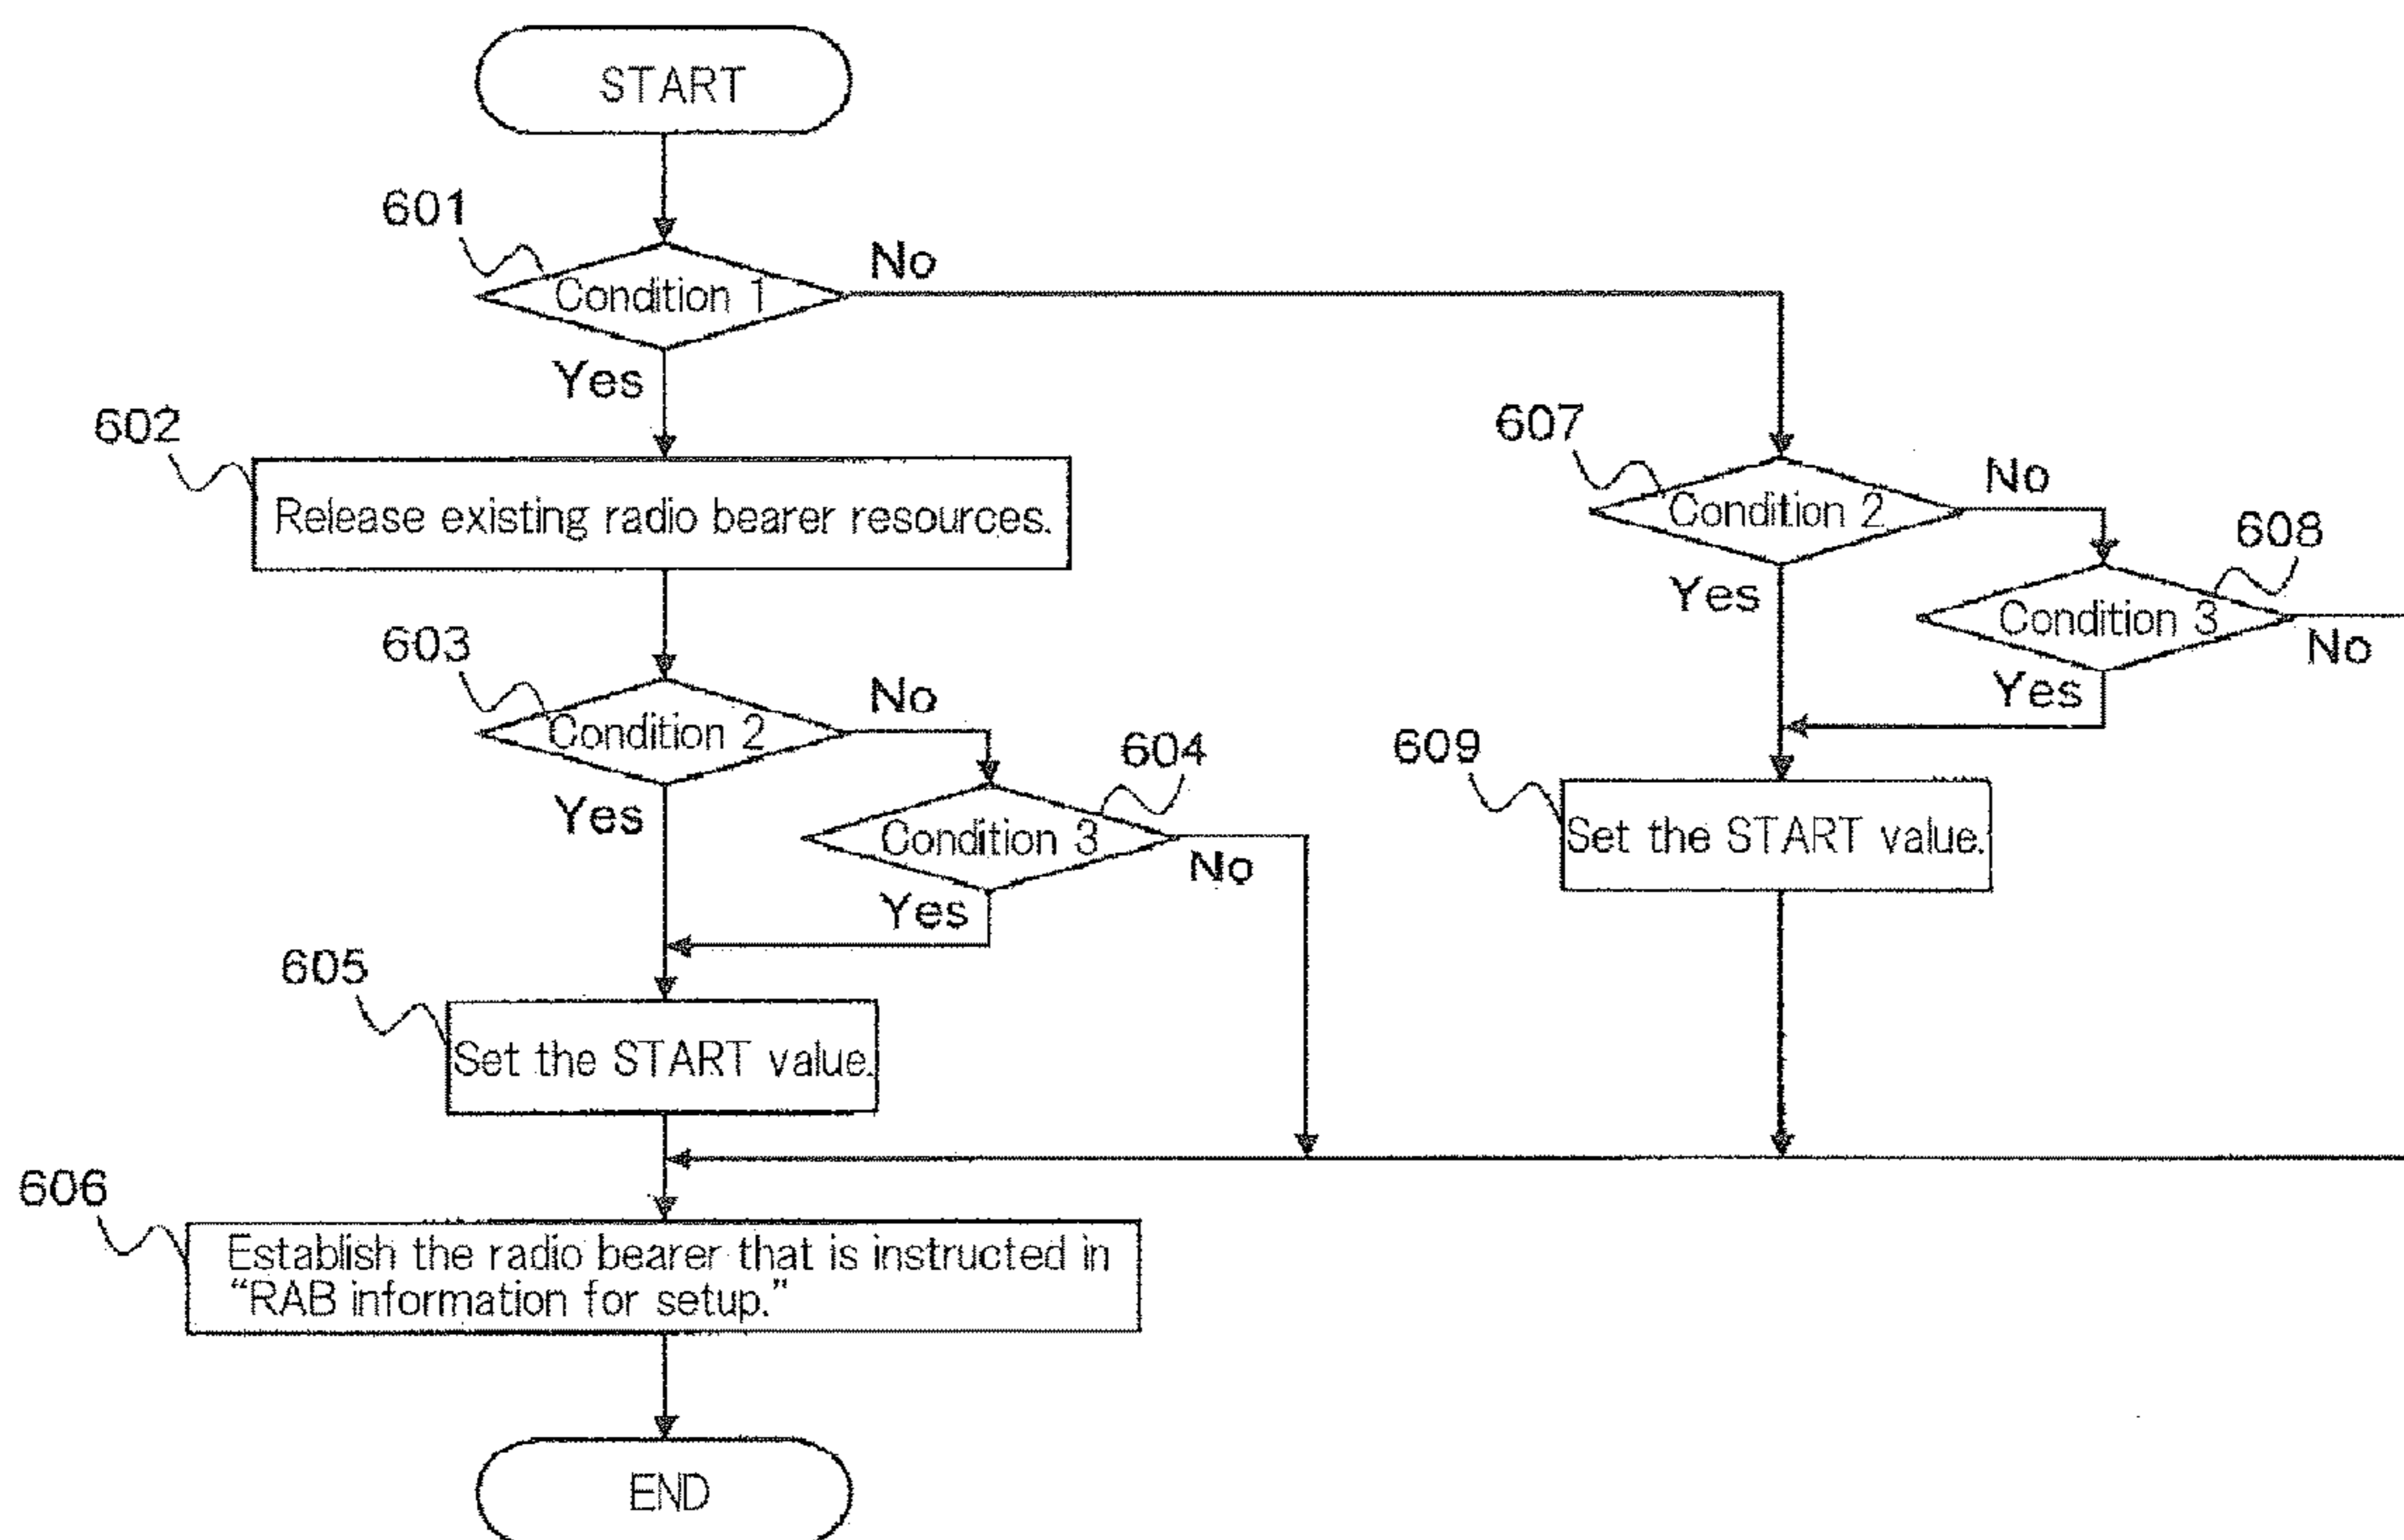 START
601
Condition 1
No
Yes
602
Release existing radio bearer resources.
603
Condition 2
No
Yes
604
Condition 3
No
Yes
605
Set the START value.
606
Establish the radio bearer that is instructed in
“RAB information for setup.”
END
607
Condition 2
No
Yes
608
Condition 3
No
Yes
609
Set the START value.